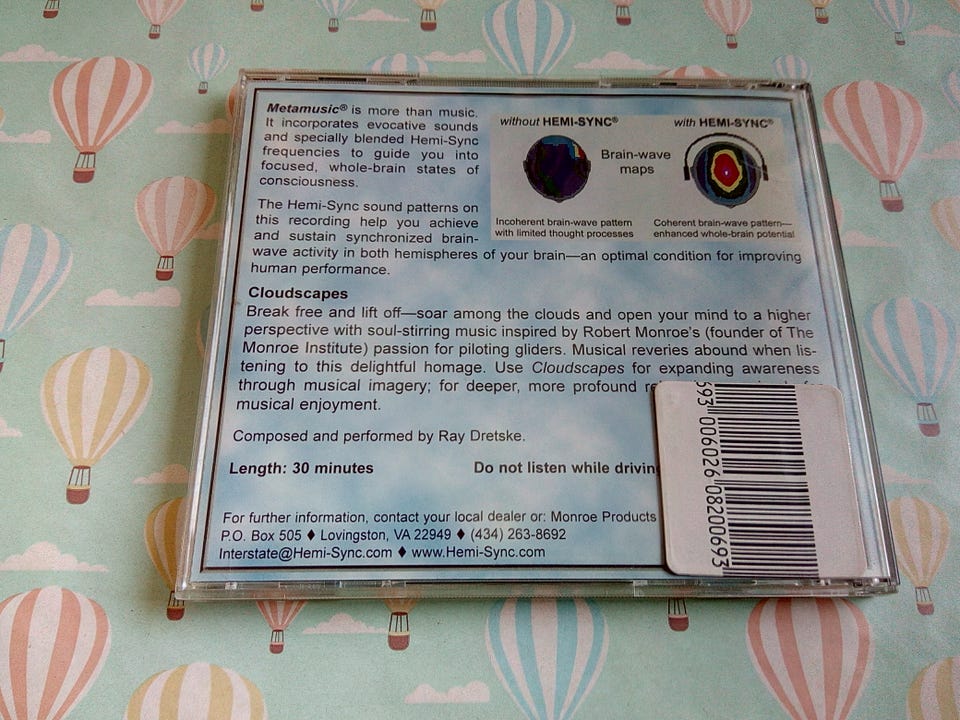 Metamusic® is more than music.
It incorporates evocative sounds
and specially blended Hemi-Sync
frequencies to guide you into
focused, whole-brain states of
consciousness.
without HEMI-SYNC®
with HEMI-SYNC®
Brain-wave
maps
Incoherent brain-wave pattern
with limited thought processes
Coherent brain-wave pattern—
enhanced whole-brain potential
The Hemi-Sync sound patterns on
this recording help you achieve
and sustain synchronized brain-
wave activity in both hemispheres of your brain—an optimal condition for improving
human performance.
Cloudscapes
Break free and lift off—soar among the clouds and open your mind to a higher
perspective with soul-stirring music inspired by Robert Monroe's (founder of The
Monroe Institute) passion for piloting gliders. Musical reveries abound when lis-
tening to this delightful homage. Use Cloudscapes for expanding awareness
through musical imagery; for deeper, more profound
musical enjoyment.
Composed and performed by Ray Dretske.
Length: 30 minutes
Do not listen while
For further information, contact your local dealer or: Monroe Products
P.O. Box 505 ♦ Lovingston, VA 22949 ♦ (434) 263-8692
Interstate@Hemi-Sync.com ♦ www.Hemi-Sync.com
593 006026 08200693